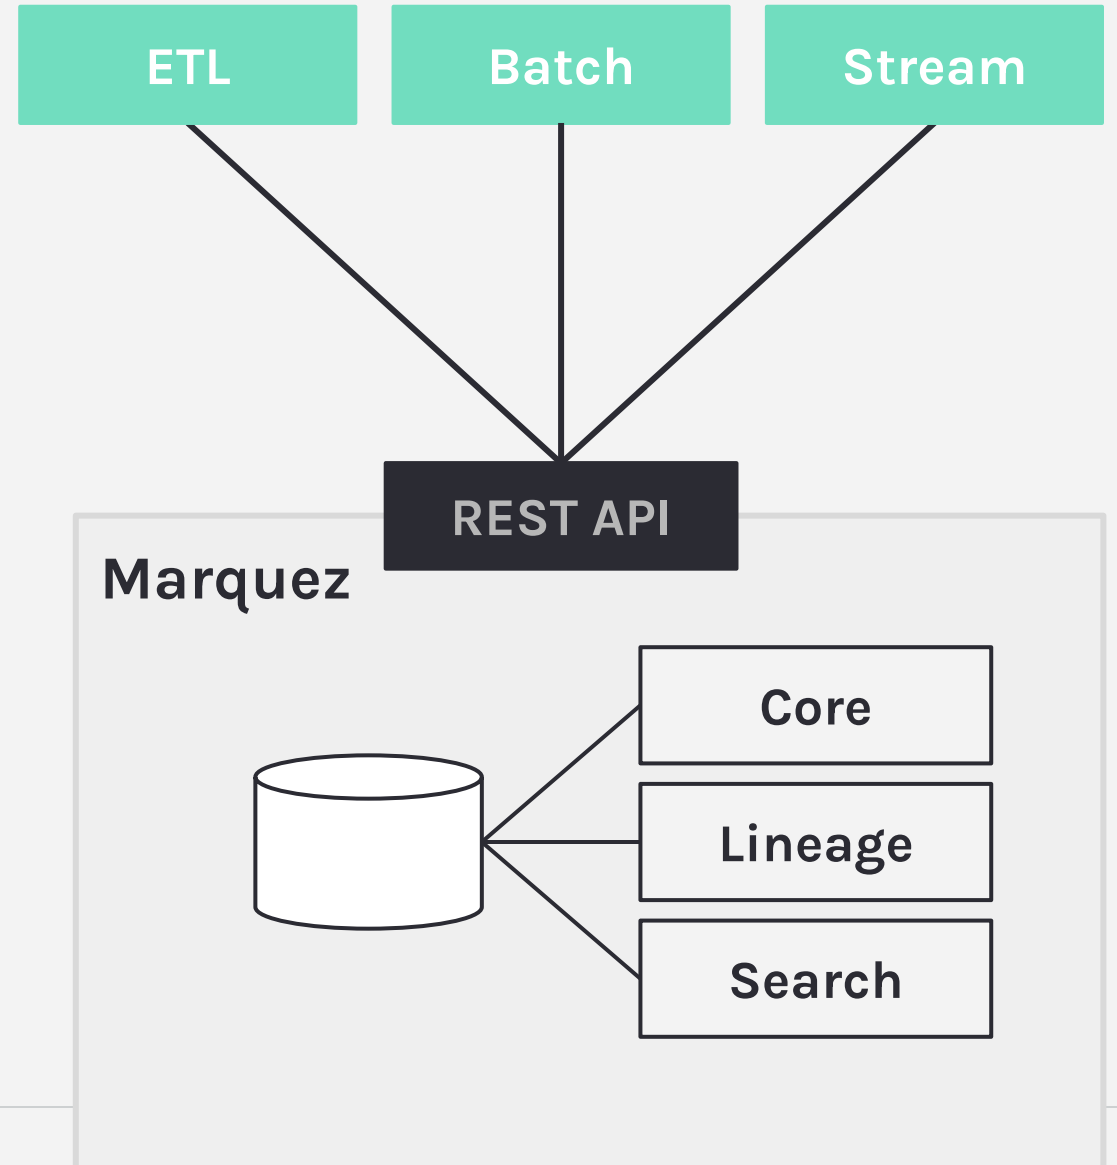 ETL
Batch
Stream
REST API
Marquez
Core
Lineage
Search